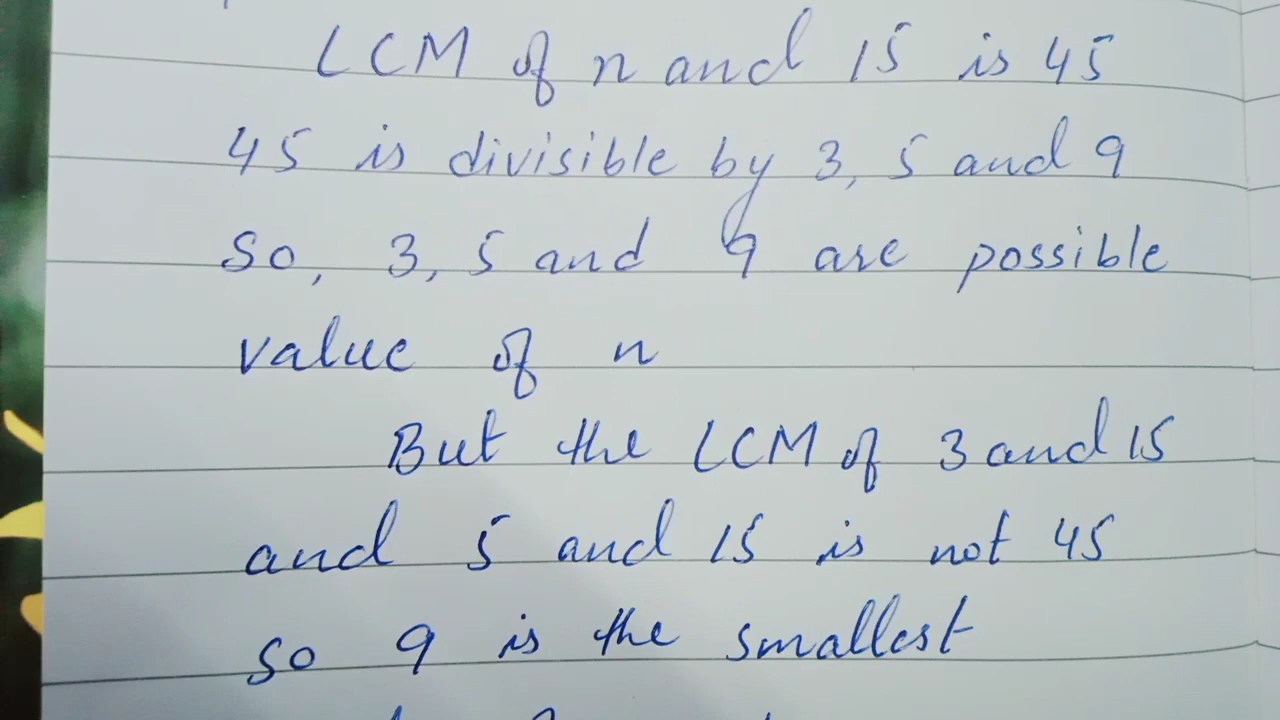 LCM of n and 15 is 45
45 is divisible by 3, 5 and 9
So, 3, 5 and 9 are possible
value of n
But the LCM of 3 and 15
and 5 and 15 is not 45
so 9 is the smallest